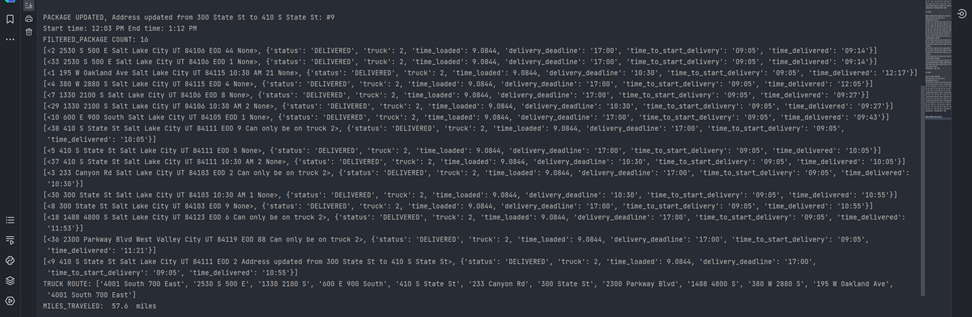 PACKAGE UPDATED, Address updated from 300 State St to 410 S State St: #9
Start time: 12:03 PM End Time: 1:12 PM
FILTERED_PACKAGE COUNT: 16
[<2 2530 S 500 E Salt Lake City UT 84106 EOD 44 None>, {'status': 'DELIVERED', 'truck': 2, 'time_loaded': 9.0844, 'delivery_deadline': '17:00', 'time_to_start_delivery': '09:05', 'time_delivered': '09:14'}]
[<33 2530 S 500 E Salt Lake City UT 84106 EOD 1 None>, {'status': 'DELIVERED', 'truck': 2, 'time_loaded': 9.0844, 'delivery_deadline': '17:00', 'time_to_start_delivery': '09:05', 'time_delivered': '09:14'}]
[<1 195 W Oakland Ave Salt Lake City UT 84115 10:30 AM 21 None>, {'status': 'DELIVERED', 'truck': 2, 'time_loaded': 9.0844, 'delivery_deadline': '10:30', 'time_to_start_delivery': '09:05', 'time_delivered': '12:17'}]
[<4 380 W 2880 S Salt Lake City UT 84115 EOD 4 None>, {'status': 'DELIVERED', 'truck': 2, 'time_loaded': 9.0844, 'delivery_deadline': '17:00', 'time_to_start_delivery': '09:05', 'time_delivered': '12:05'}]
[<7 1330 2100 S Salt Lake City UT 84106 EOD 8 None>, {'status': 'DELIVERED', 'truck': 2, 'time_loaded': 9.0844, 'delivery_deadline': '17:00', 'time_to_start_delivery': '09:05', 'time_delivered': '09:27'}]
[<29 1330 2100 S Salt Lake City UT 84106 10:30 AM 2 None>, {'status': 'DELIVERED', 'truck': 2, 'time_loaded': 9.0844, 'delivery_deadline': '10:30', 'time_to_start_delivery': '09:05', 'time_delivered': '09:27'}]
[<10 600 E 900 South Salt Lake City UT 84105 EOD 1 None>, {'status': 'DELIVERED', 'truck': 2, 'time_loaded': 9.0844, 'delivery_deadline': '17:00', 'time_to_start_delivery': '09:05', 'time_delivered': '09:43'}]
[<38 410 S State St Salt Lake City UT 84111 EOD 9 Can only be on truck 2>, {'status': 'DELIVERED', 'truck': 2, 'time_loaded': 9.0844, 'delivery_deadline': '17:00', 'time_to_start_delivery': '09:05',
'time_delivered': '10:05'}]
[<5 410 S State St Salt Lake City UT 84111 EOD 5 None>, {'status': 'DELIVERED', 'truck': 2, 'time_loaded': 9.0844, 'delivery_deadline': '17:00', 'time_to_start_delivery': '09:05', 'time_delivered': '10:05'}]
[<37 410 S State St Salt Lake City UT 84111 10:30 AM 2 None>, {'status': 'DELIVERED', 'truck': 2, 'time_loaded': 9.0844, 'delivery_deadline': '10:30', 'time_to_start_delivery': '09:05', 'time_delivered': '10:05'}]
[<3 233 Canyon Rd Salt Lake City UT 84103 EOD 2 Can only be on truck 2>, {'status': 'DELIVERED', 'truck': 2, 'time_loaded': 9.0844, 'delivery_deadline': '17:00', 'time_to_start_delivery': '09:05', 'time_delivered':
'10:30'}]
[<30 300 State St Salt Lake City UT 84103 10:30 AM 1 None>, {'status': 'DELIVERED', 'truck': 2, 'time_loaded': 9.0844, 'delivery_deadline': '10:30', 'time_to_start_delivery': '09:05', 'time_delivered': '10:55'}]
[<8 300 State St Salt Lake City UT 84103 EOD 9 None>, {'status': 'DELIVERED', 'truck': 2, 'time_loaded': 9.0844, 'delivery_deadline': '17:00', 'time_to_start_delivery': '09:05', 'time_delivered': '10:55'}]
[<18 1488 4800 S Salt Lake City UT 84123 EOD 6 Can only be on truck 2>, {'status': 'DELIVERED', 'truck': 2, 'time_loaded': 9.0844, 'delivery_deadline': '17:00', 'time_to_start_delivery': '09:05', 'time_delivered':
'11:53'}]
[<36 2300 Parkway Blvd West Valley City UT 84119 EOD 88 Can only be on truck 2>, {'status': 'DELIVERED', 'truck': 2, 'time_loaded': 9.0844, 'delivery_deadline': '17:00', 'time_to_start_delivery': '09:05',
'time_delivered': '11:21'}]
[<9 410 S State St Salt Lake City UT 84111 EOD 2 Address updated from 300 State St to 410 S State St>, {'status': 'DELIVERED', 'truck': 2, 'time_loaded': 9.0844, 'delivery_deadline': '17:00',
'time_to_start_delivery': '09:05', 'time_delivered': '10:55'}]
TRUCK ROUTE: ['4001 South 700 East', '2530 S 500 E', '1330 2100 S', '600 E 900 South', '410 S State St', '233 Canyon Rd', '300 State St', '2300 Parkway Blvd', '1488 4800 S', '380 W 2880 S', '195 W Oakland Ave',
'4001 South 700 East']
MILES_TRAVELED: 57.6 miles